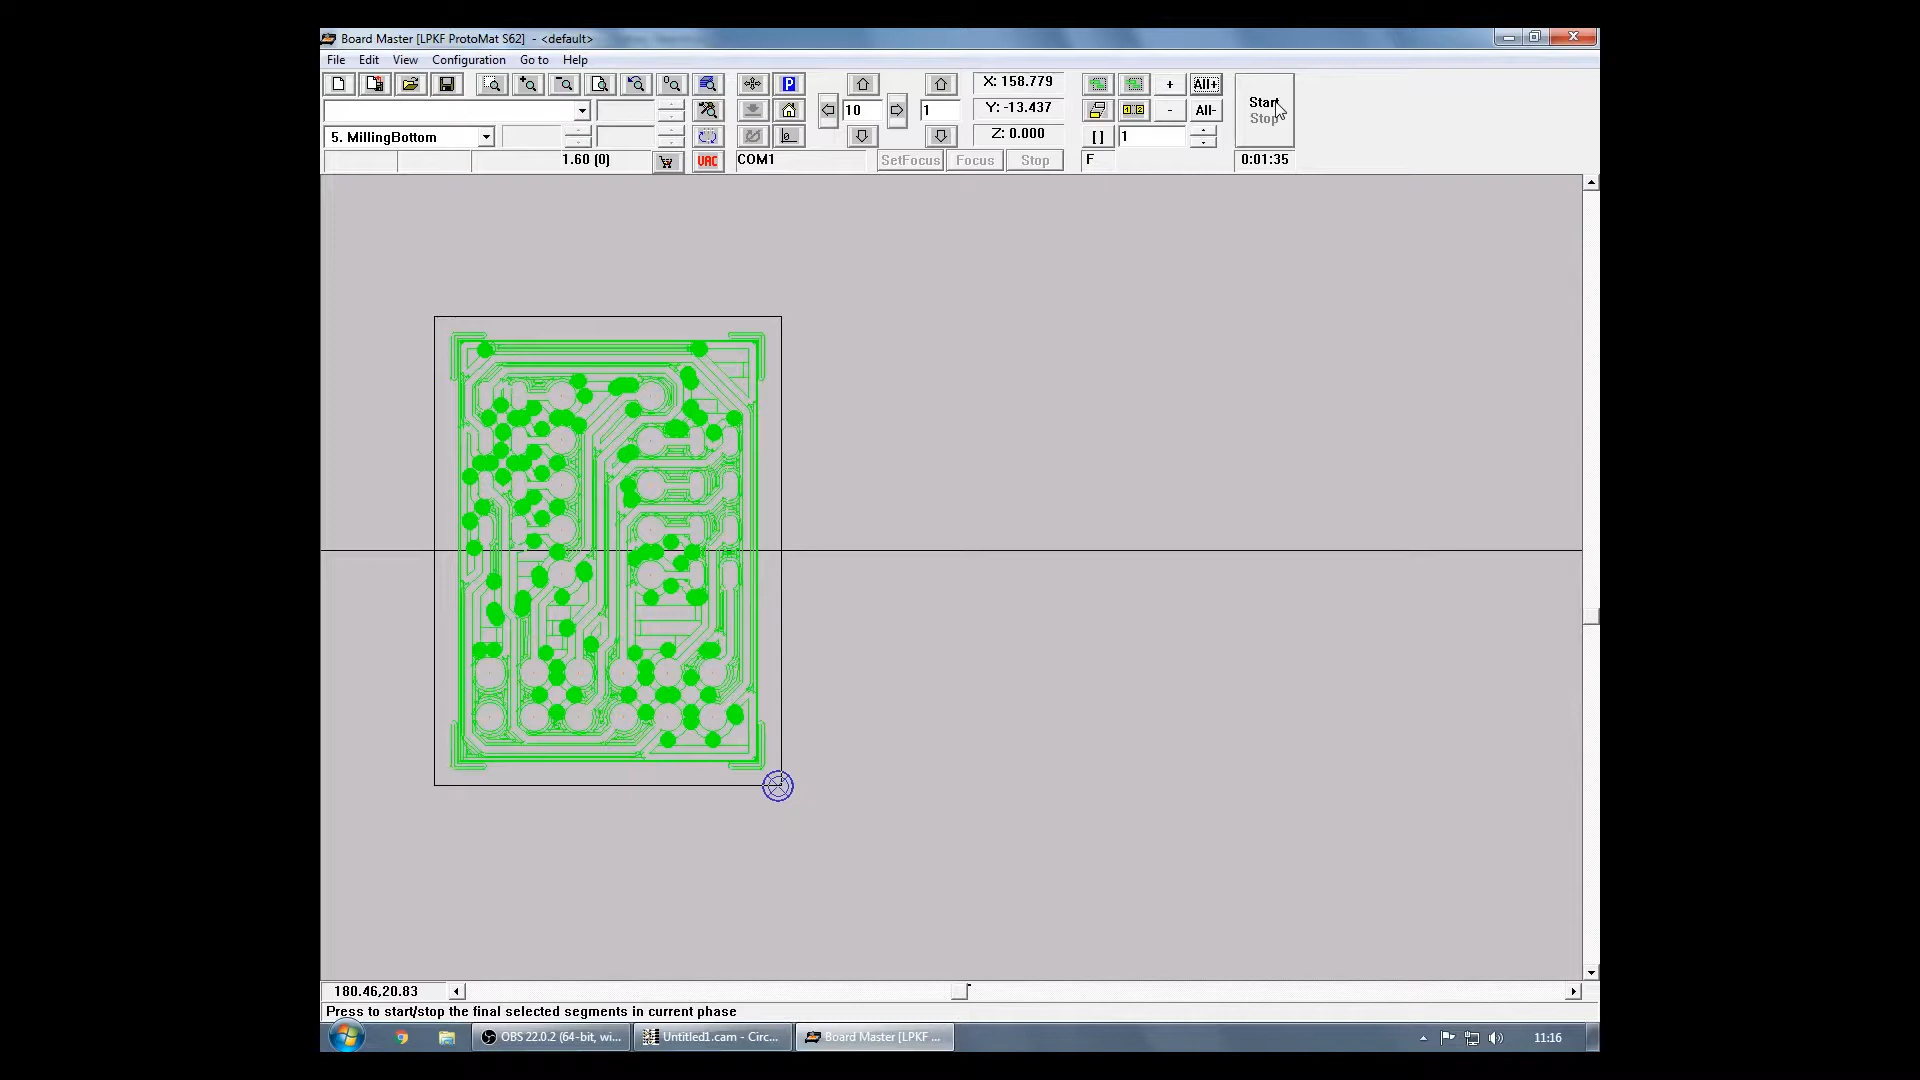 Board Master [LPKF ProtoMat S62] - <default>
File Edit View Configuration Go to Help
P 10 1 X: 158.779 + All+
Y: -13.437 - All-
5. MillingBottom Z: 0.000 [ ] 1
Start
Stop
1.60 (0) VAC COM1 SetFocus Focus Stop F 0:01:35
180.46,20.83
Press to start/stop the final selected segments in current phase
OBS 22.0.2 (64-bit, wi... Untitled1.cam - Circ... Board Master [LPKF ... 11:16